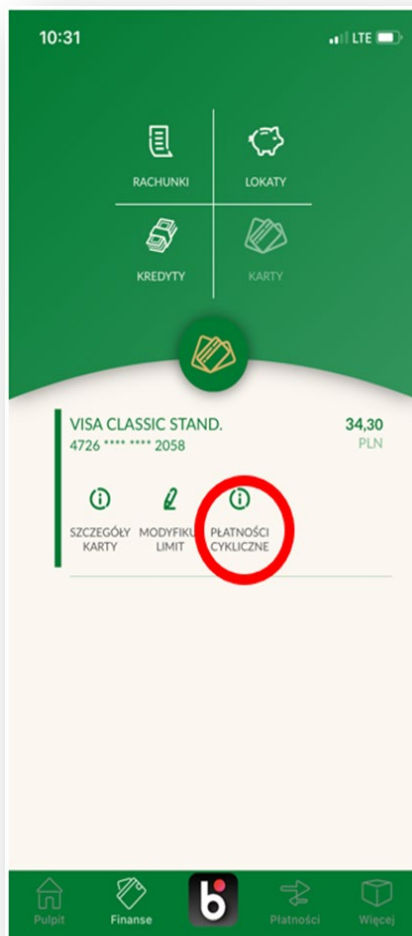 10:31 LTE
RACHUNKI LOKATY
KREDYTY KARTY
VISA CLASSIC STAND. 34,30
4726 **** **** 2058 PLN
SZCZEGÓŁY MODYFIKU PŁATNOŚCI
KARTY LIMIT CYKLICZNE
Pulpit Finanse Płatności Więcej